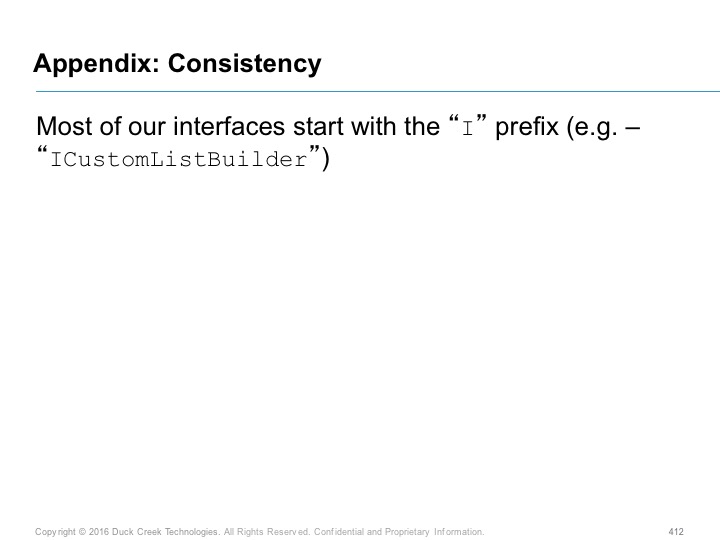 Appendix: Consistency
Most of our interfaces start with the “I” prefix (e.g. –
“ICustomListBuilder”)
Copyright © 2016 Duck Creek Technologies. All Rights Reserved. Confidential and Proprietary Information.
412